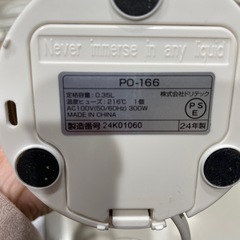 Never immerse in any liquid
PO-166
定格容量:0.35L
株式会社ドリテック
温度ヒューズ:216℃ 1個
AC100V(50/60Hz) 300W
MADE IN CHINA
PS
E
製造番号 24K01060
24年製